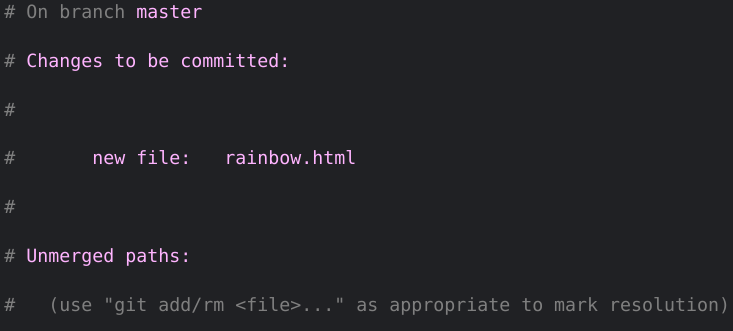 # On branch master
# Changes to be committed:
#
#       new file:   rainbow.html
#
# Unmerged paths:
#   (use "git add/rm <file>..." as appropriate to mark resolution)